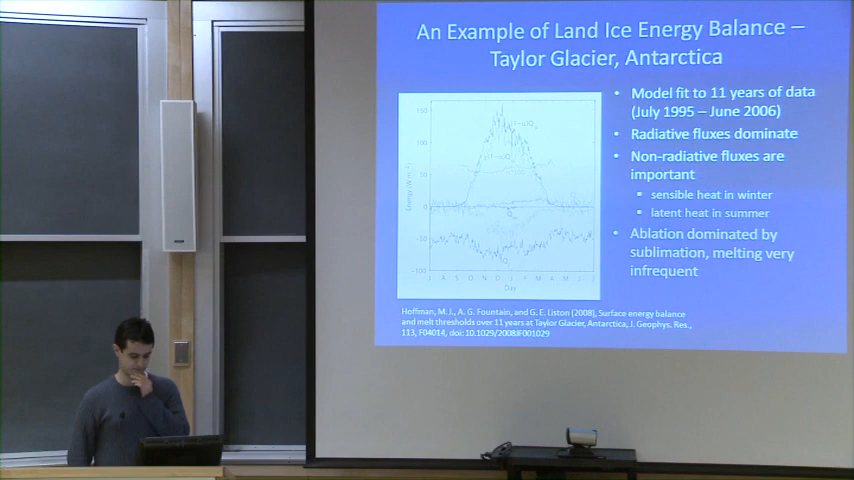 An Example of Land Ice Energy Balance –
Taylor Glacier, Antarctica
• Model fit to 11 years of data
(July 1995 – June 2006)
• Radiative fluxes dominate
• Non-radiative fluxes are
important
▪ sensible heat in winter
▪ latent heat in summer
• Ablation dominated by
sublimation, melting very
infrequent
150
100
50
0
−50
−100
J A S O N D J F M A M J
Day
Hoffman, M. J., A. G. Fountain, and G. E. Liston (2008), Surface energy balance
and melt thresholds over 11 years at Taylor Glacier, Antarctica, J. Geophys. Res.,
113, F04014, doi: 10.1029/2008JF001029